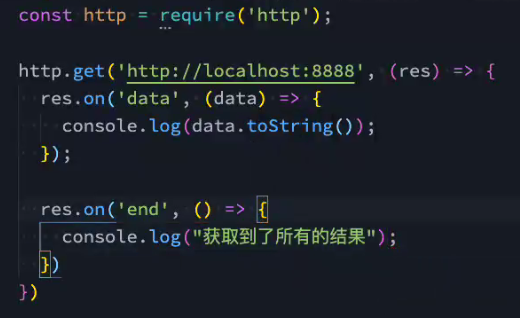 const http = require('http');
http.get('http://localhost:8888', (res) => {
res.on('data', (data) => {
console.log(data.toString());
});
res.on('end', () => {
console.log("获取到了所有的结果");
})
})